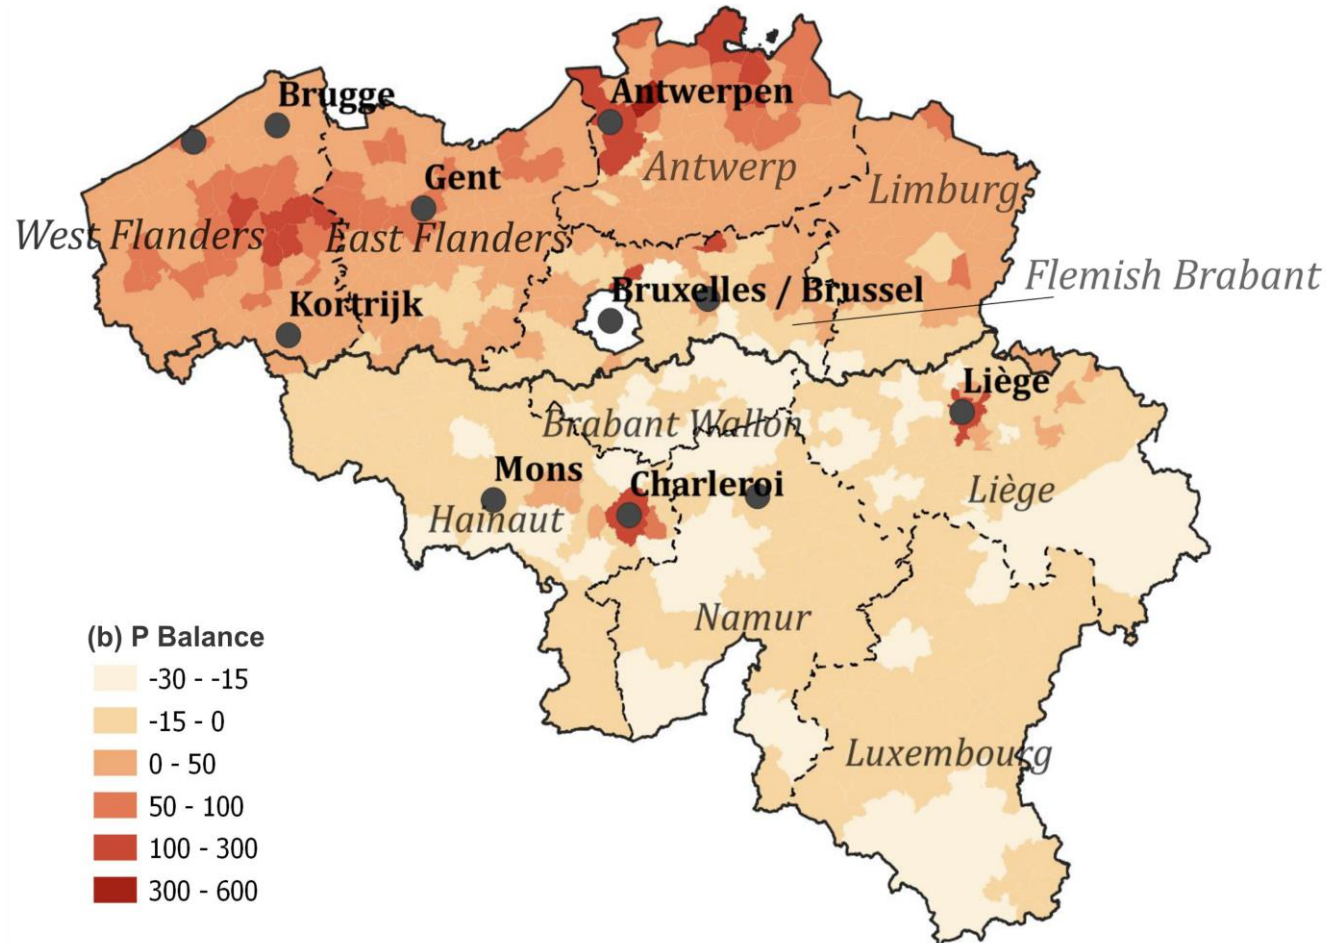 Brugge
Antwerpen
Antwerp
Gent
Limburg
West Flanders
East Flanders
Flemish Brabant
Bruxelles / Brussel
Kortrijk
Liège
Brabant Wallon
Mons
Charleroi
Liège
Hainaut
Namur
Luxembourg
(b) P Balance
-30 - -15
-15 - 0
0 - 50
50 - 100
100 - 300
300 - 600